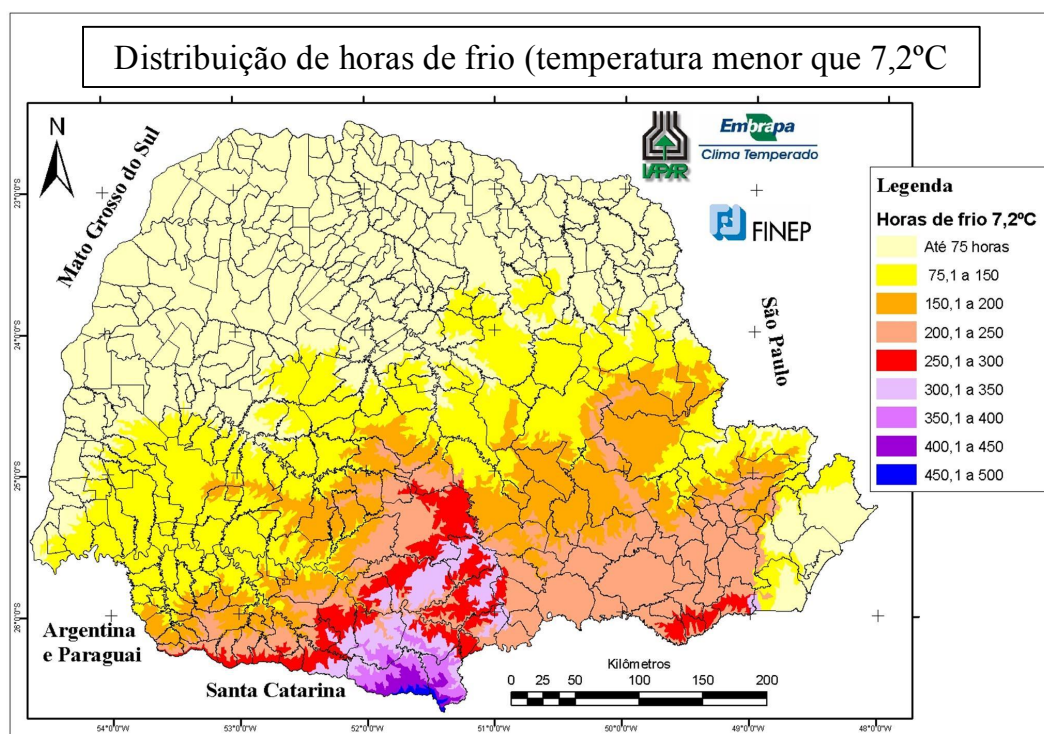 Distribuição de horas de frio (temperatura menor que 7,2ºC
N
Mato Grosso do Sul
IAPAR
Embrapa
Clima Temperado
FINEP
São Paulo
Legenda
Horas de frio 7,2ºC
Até 75 horas
75,1 a 150
150,1 a 200
200,1 a 250
250,1 a 300
300,1 a 350
350,1 a 400
400,1 a 450
450,1 a 500
23°0'0"S
24°0'0"S
25°0'0"S
26°0'0"S
Argentina
e Paraguai
Santa Catarina
Kilômetros
0 25 50 100 150 200
54°0'0"W 53°0'0"W 52°0'0"W 51°0'0"W 50°0'0"W 49°0'0"W 48°0'0"W